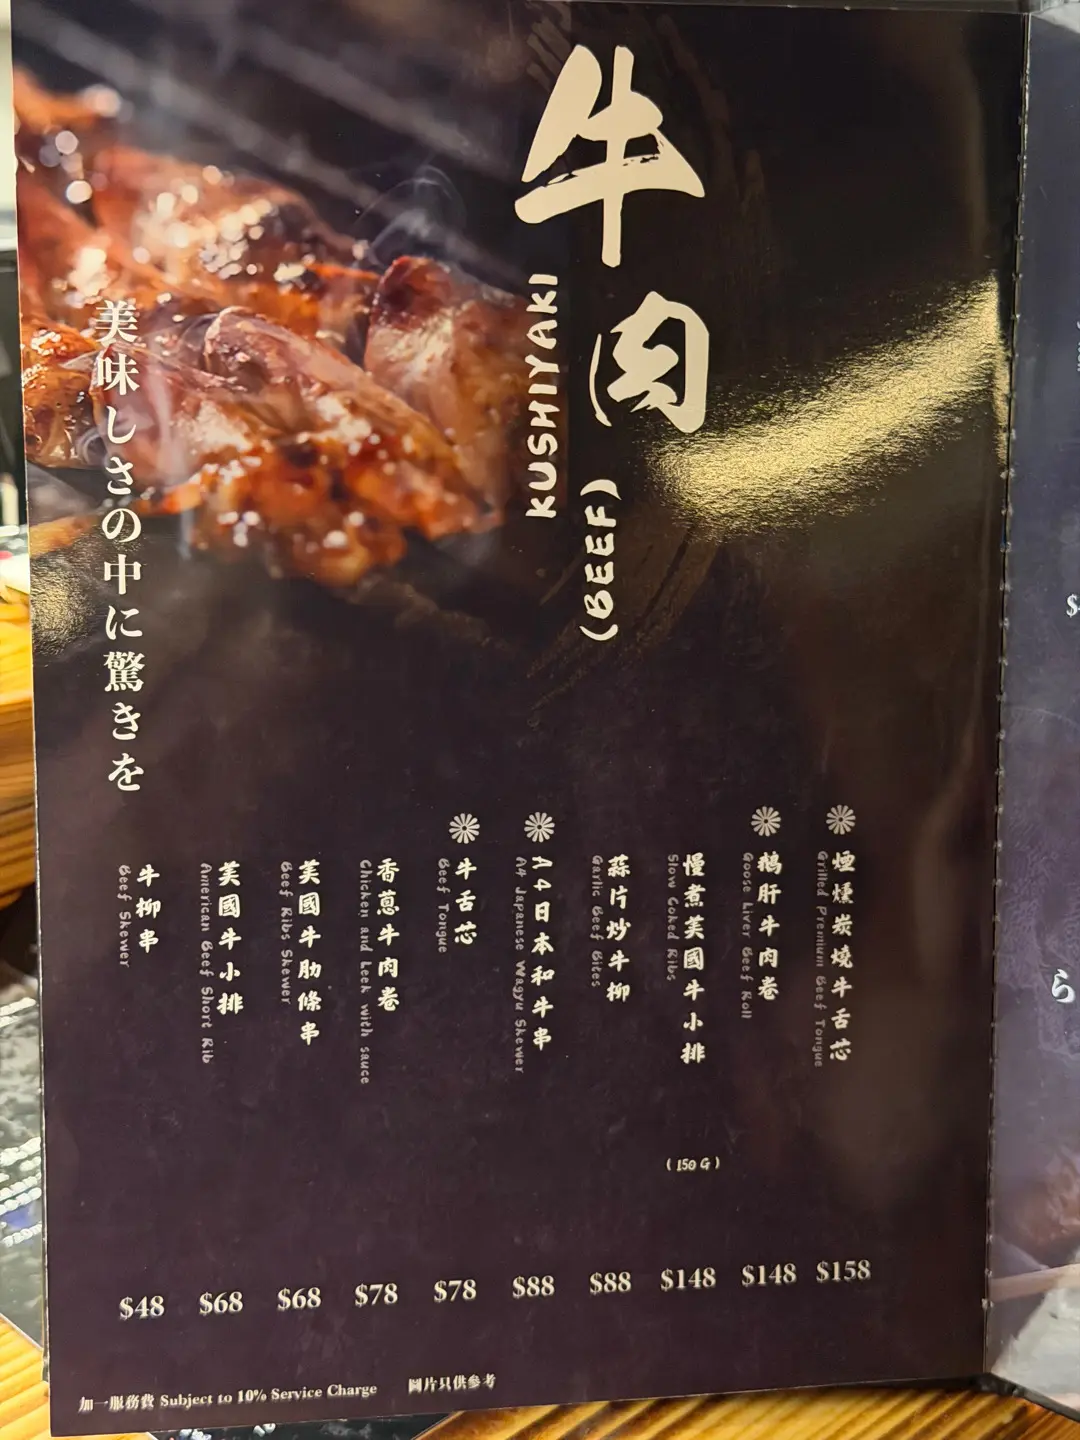 牛肉
KUSHIYAKI
(BEEF)
煙燻炭燒牛舌芯
Grilled Premium Beef Tongue
$158
鵝肝牛肉卷
Goose Liver Beef Roll
$148
慢煮美國牛小排
Slow Coked Ribs
(150 G)
$148
蒜片炒牛柳
Garlic Beef Bites
$88
A4日本和牛串
A4 Japanese Wagyu Skewer
$88
牛舌芯
Beef Tongue
$78
香蔥牛肉卷
Chicken and Leek with sauce
$78
美國牛肋條串
Beef Ribs Skewer
$68
美國牛小排
American Beef Short Rib
$68
牛柳串
Beef Skewer
$48
美味しさの中に驚きを
加一服務費 Subject to 10% Service Charge
圖片只供參考
$
ら